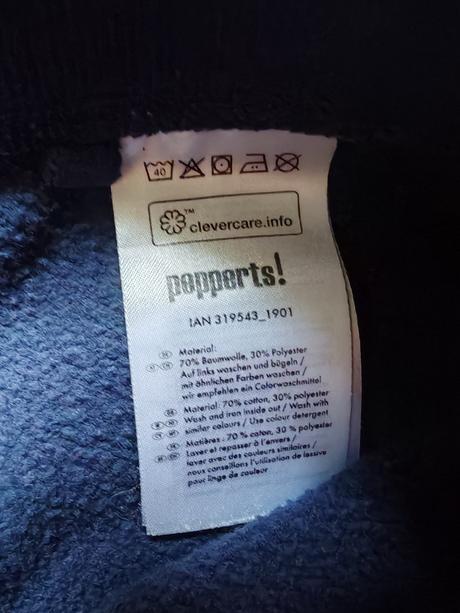 40
™
clevercare.info
pepperts!
IAN 319543_1901
Material:
70% Baumwolle, 30% Polyester
Auf links waschen und bügeln /
mit ähnlichen Farben waschen /
wir empfehlen ein Colorwaschmittel
Material: 70% cotton, 30% polyester
Wash and iron inside out / Wash with
similar colours / Use colour detergent
Matières: 70 % coton, 30 % polyester
Laver et repasser à l'envers /
laver avec des couleurs similaires /
nous conseillons l'utilisation de lessive
pour linge de couleur